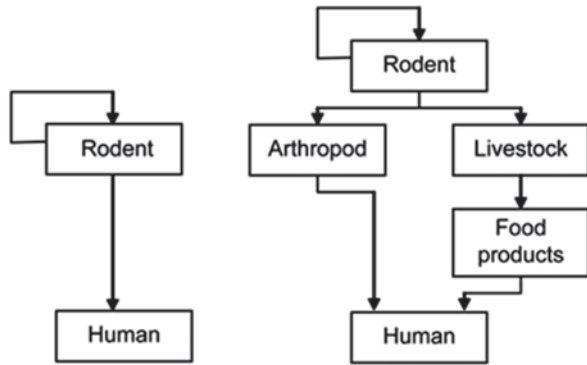 Rodent
Human
Rodent
Arthropod
Livestock
Food
products
Human